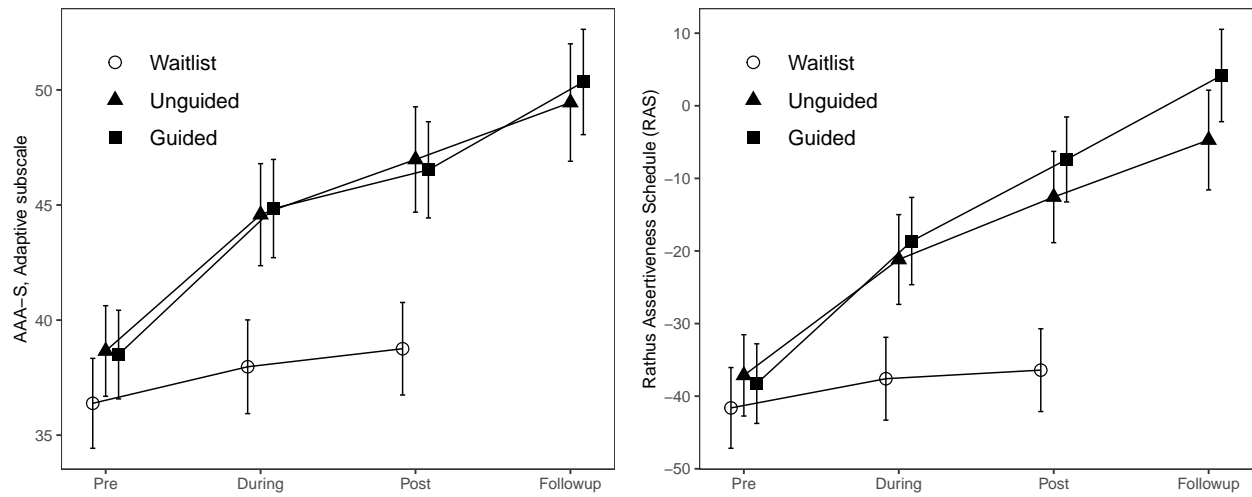 AAA−S, Adaptive subscale
50
45
40
35
Waitlist
Unguided
Guided
Pre During Post Followup
Rathus Assertiveness Schedule (RAS)
10
0
−10
−20
−30
−40
−50
Waitlist
Unguided
Guided
Pre During Post Followup